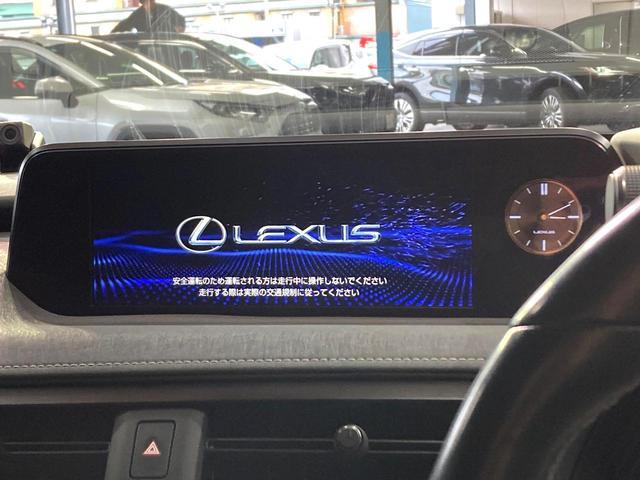 LEXUS
安全運転のため運転される方は走行中に操作しないでください
走行する際は実際の交通規制に従ってください
LEXUS